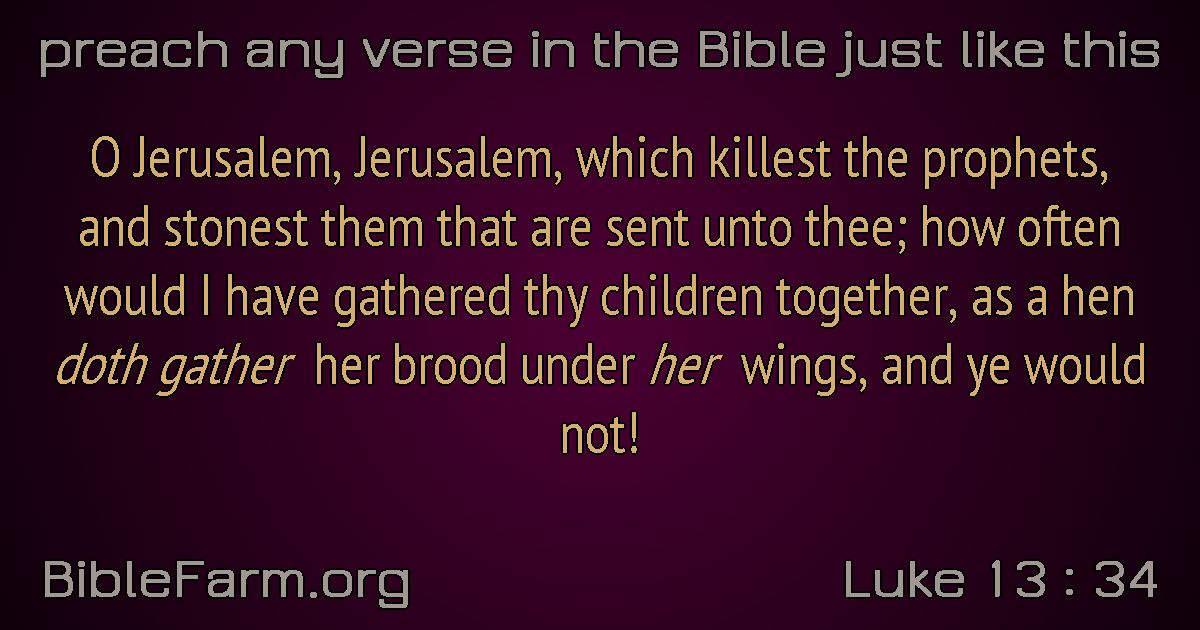 preach any verse in the Bible just like this
O Jerusalem, Jerusalem, which killest the prophets,
and stonest them that are sent unto thee; how often
would I have gathered thy children together, as a hen
doth gather her brood under her wings, and ye would
not!
BibleFarm.org
Luke 13 : 34